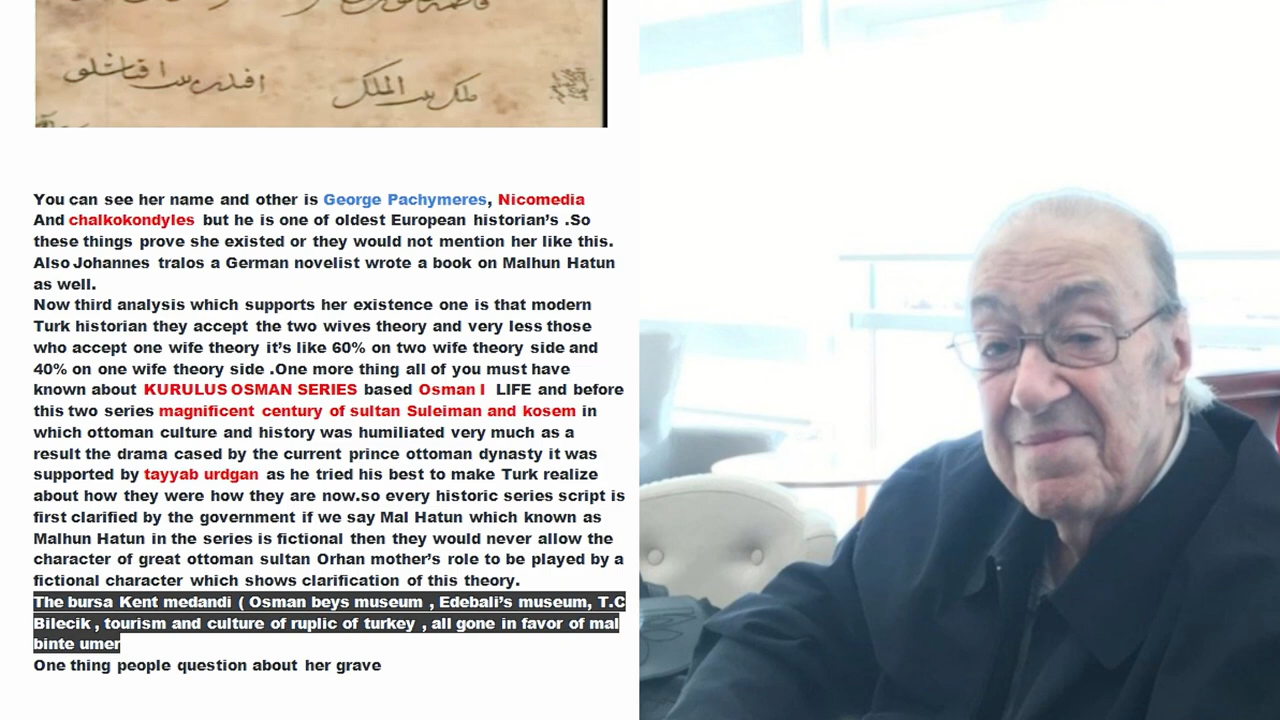 ملك بنت الملك
You can see her name and other is George Pachymeres, Nicomedia
And chalkokondyles but he is one of oldest European historian’s .So
these things prove she existed or they would not mention her like this.
Also Johannes tralos a German novelist wrote a book on Malhun Hatun
as well.
Now third analysis which supports her existence one is that modern
Turk historian they accept the two wives theory and very less those
who accept one wife theory it’s like 60% on two wife theory side and
40% on one wife theory side .One more thing all of you must have
known about KURULUS OSMAN SERIES based Osman I LIFE and before
this two series magnificent century of sultan Suleiman and kosem in
which ottoman culture and history was humiliated very much as a
result the drama cased by the current prince ottoman dynasty it was
supported by tayyab urdgan as he tried his best to make Turk realize
about how they were how they are now.so every historic series script is
first clarified by the government if we say Mal Hatun which known as
Malhun Hatun in the series is fictional then they would never allow the
character of great ottoman sultan Orhan mother’s role to be played by a
fictional character which shows clarification of this theory.
The bursa Kent medandi ( Osman beys museum , Edebali’s museum, T.C
Bilecik , tourism and culture of ruplic of turkey , all gone in favor of mal
binte umer
One thing people question about her grave